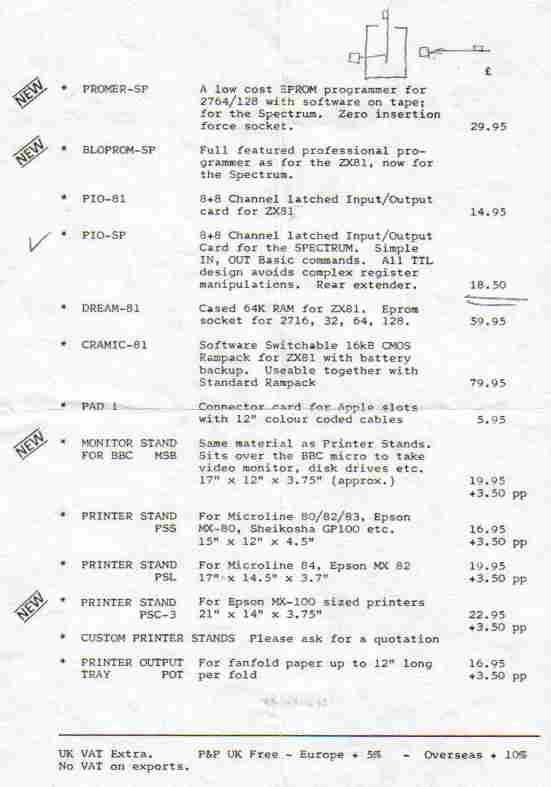 £
NEW * PROMER-SP A low cost EPROM programmer for
2764/128 with software on tape;
for the Spectrum. Zero insertion
force socket. 29.95
NEW * BLOPROM-SP Full featured professional pro-
grammer as for the ZX81, now for
the Spectrum.
* PIO-81 8+8 Channel latched Input/Output
card for ZX81 14.95
* PIO-SP 8+8 Channel latched Input/Output
Card for the SPECTRUM. Simple
IN, OUT Basic commands. All TTL
design avoids complex register
manipulations. Rear extender. 18.50
* DREAM-81 Cased 64K RAM for ZX81. Eprom
socket for 2716, 32, 64, 128. 59.95
* CRAMIC-81 Software Switchable 16kB CMOS
Rampack for ZX81 with battery
backup. Useable together with
Standard Rampack 79.95
* PAD 1 Connector card for Apple slots
with 12" colour coded cables 5.95
NEW * MONITOR STAND Same material as Printer Stands.
FOR BBC MSB Sits over the BBC micro to take
video monitor, disk drives etc.
17" x 12" x 3.75" (approx.) 19.95
+3.50 pp
* PRINTER STAND For Microline 80/82/83, Epson
PSS MX-80, Sheikosha GP100 etc. 16.95
15" x 12" x 4.5" +3.50 pp
* PRINTER STAND For Microline 84, Epson MX 82 19.95
PSL 17" x 14.5" x 3.7" +3.50 pp
NEW * PRINTER STAND For Epson MX-100 sized printers
PSC-3 21" x 14" x 3.75" 22.95
+3.50 pp
* CUSTOM PRINTER STANDS Please ask for a quotation
* PRINTER OUTPUT For fanfold paper up to 12" long 16.95
TRAY POT per fold +3.50 pp
UK VAT Extra. P&P UK Free - Europe + 5% - Overseas + 10%
No VAT on exports.